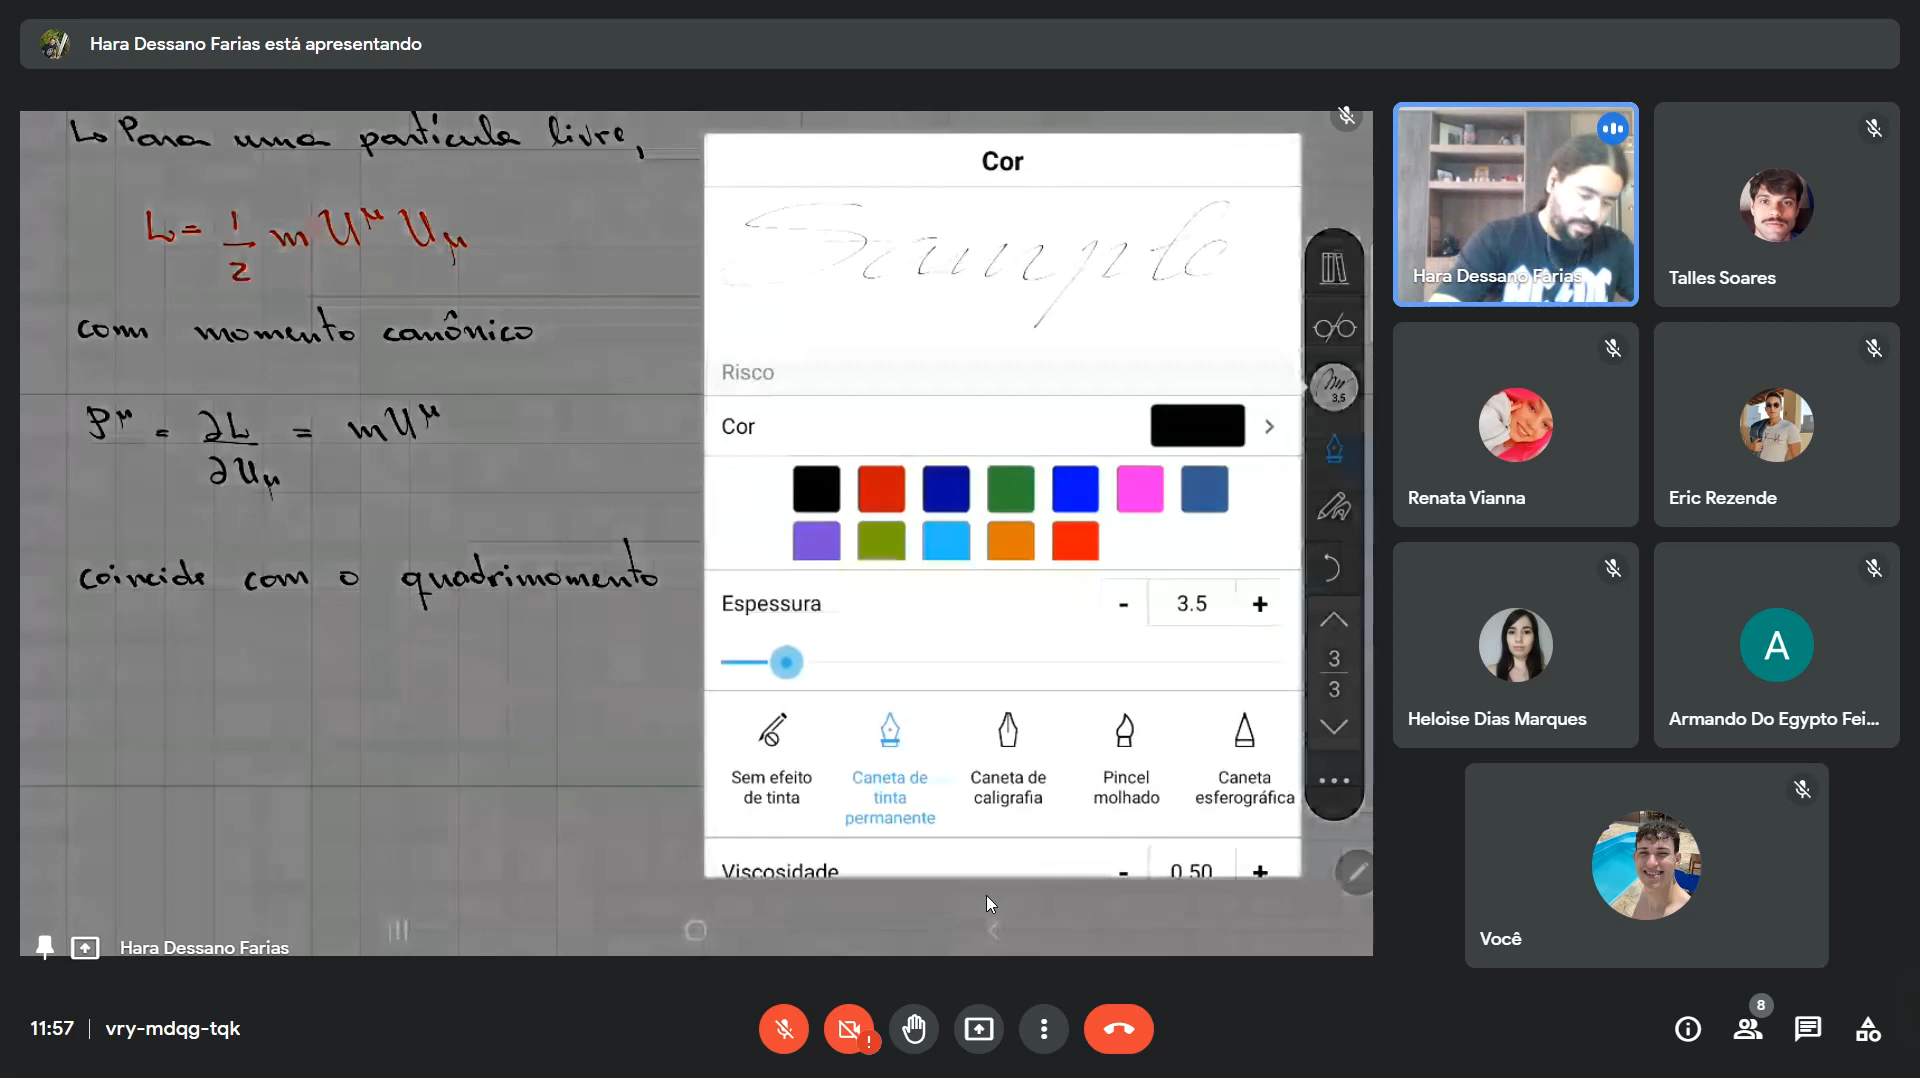 Hara Dessano Farias está apresentando
↳ Para uma partícula livre,
L = 1/2 m U^μ U_μ
com momento canônico
P^μ = ∂L/∂U_μ = mU^μ
coincide com o quadrimomento
Hara Dessano Farias
Cor
Sample
Risco
Cor
Espessura - 3.5 +
Sem efeito de tinta
Caneta de tinta permanente
Caneta de caligrafia
Pincel molhado
Caneta esferográfica
Viscosidade - 0.50 +
3,5
3
3
Hara Dessano Farias
Talles Soares
Renata Vianna
Eric Rezende
Heloise Dias Marques
A
Armando Do Egypto Fei...
Você
11:57 | vry-mdqg-tqk
!
8